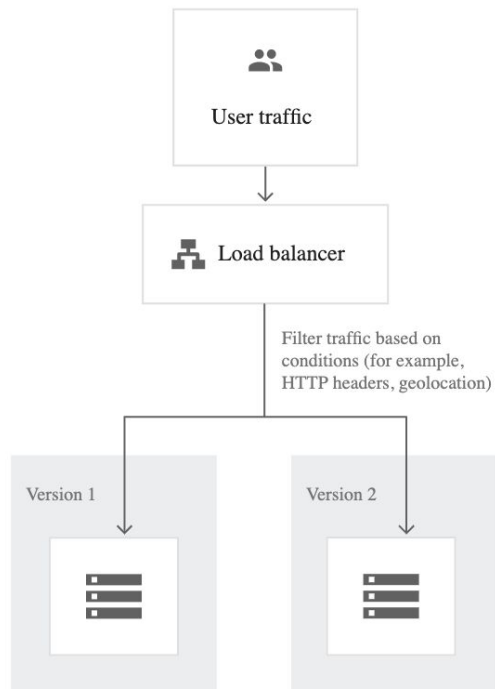 User traffic
Load balancer
Filter traffic based on
conditions (for example,
HTTP headers, geolocation)
Version 1
Version 2